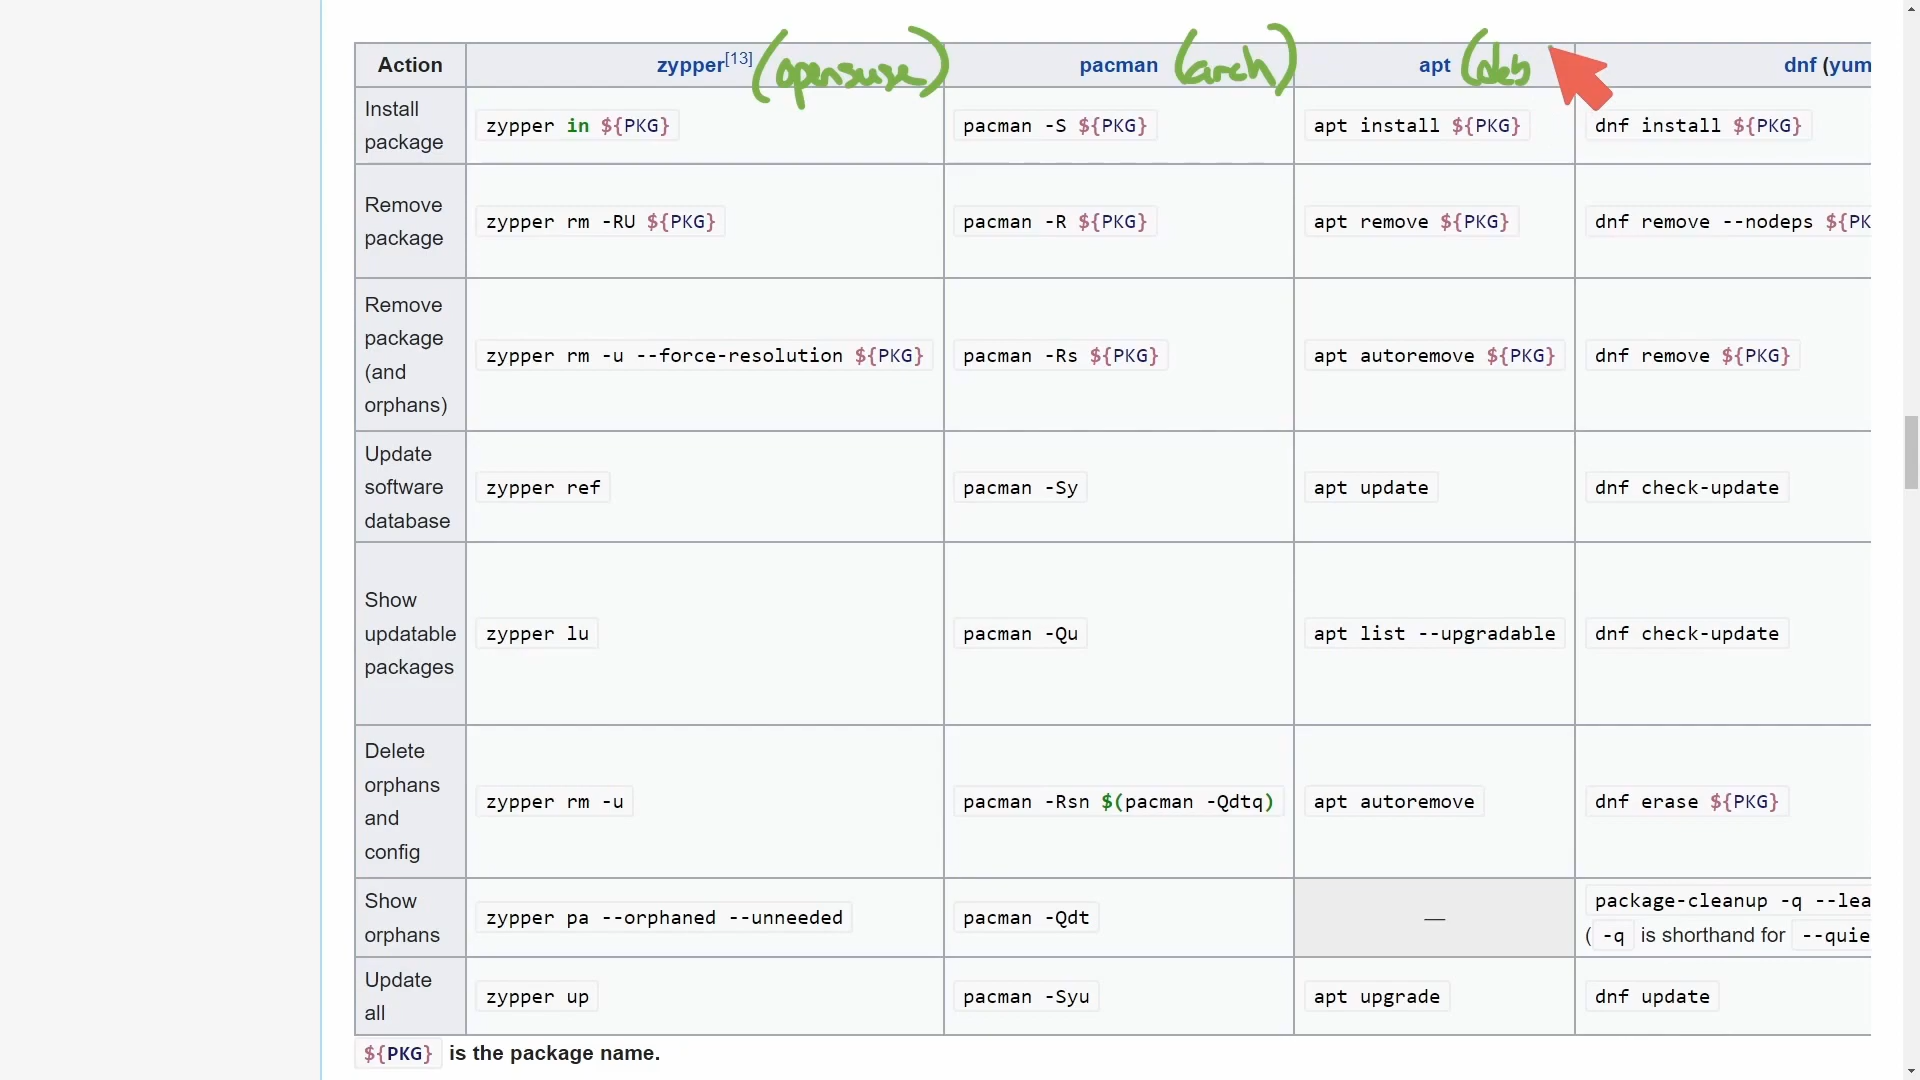 Action zypper[13] (opensuse) pacman (arch) apt (deb dnf (yum
Install
package
zypper in ${PKG} pacman -S ${PKG} apt install ${PKG} dnf install ${PKG}
Remove
package
zypper rm -RU ${PKG} pacman -R ${PKG} apt remove ${PKG} dnf remove --nodeps ${PK
Remove
package
(and
orphans)
zypper rm -u --force-resolution ${PKG} pacman -Rs ${PKG} apt autoremove ${PKG} dnf remove ${PKG}
Update
software
database
zypper ref pacman -Sy apt update dnf check-update
Show
updatable
packages
zypper lu pacman -Qu apt list --upgradable dnf check-update
Delete
orphans
and
config
zypper rm -u pacman -Rsn $(pacman -Qdtq) apt autoremove dnf erase ${PKG}
Show
orphans
zypper pa --orphaned --unneeded pacman -Qdt — package-cleanup -q --lea
( -q is shorthand for --quie
Update
all
zypper up pacman -Syu apt upgrade dnf update
${PKG} is the package name.